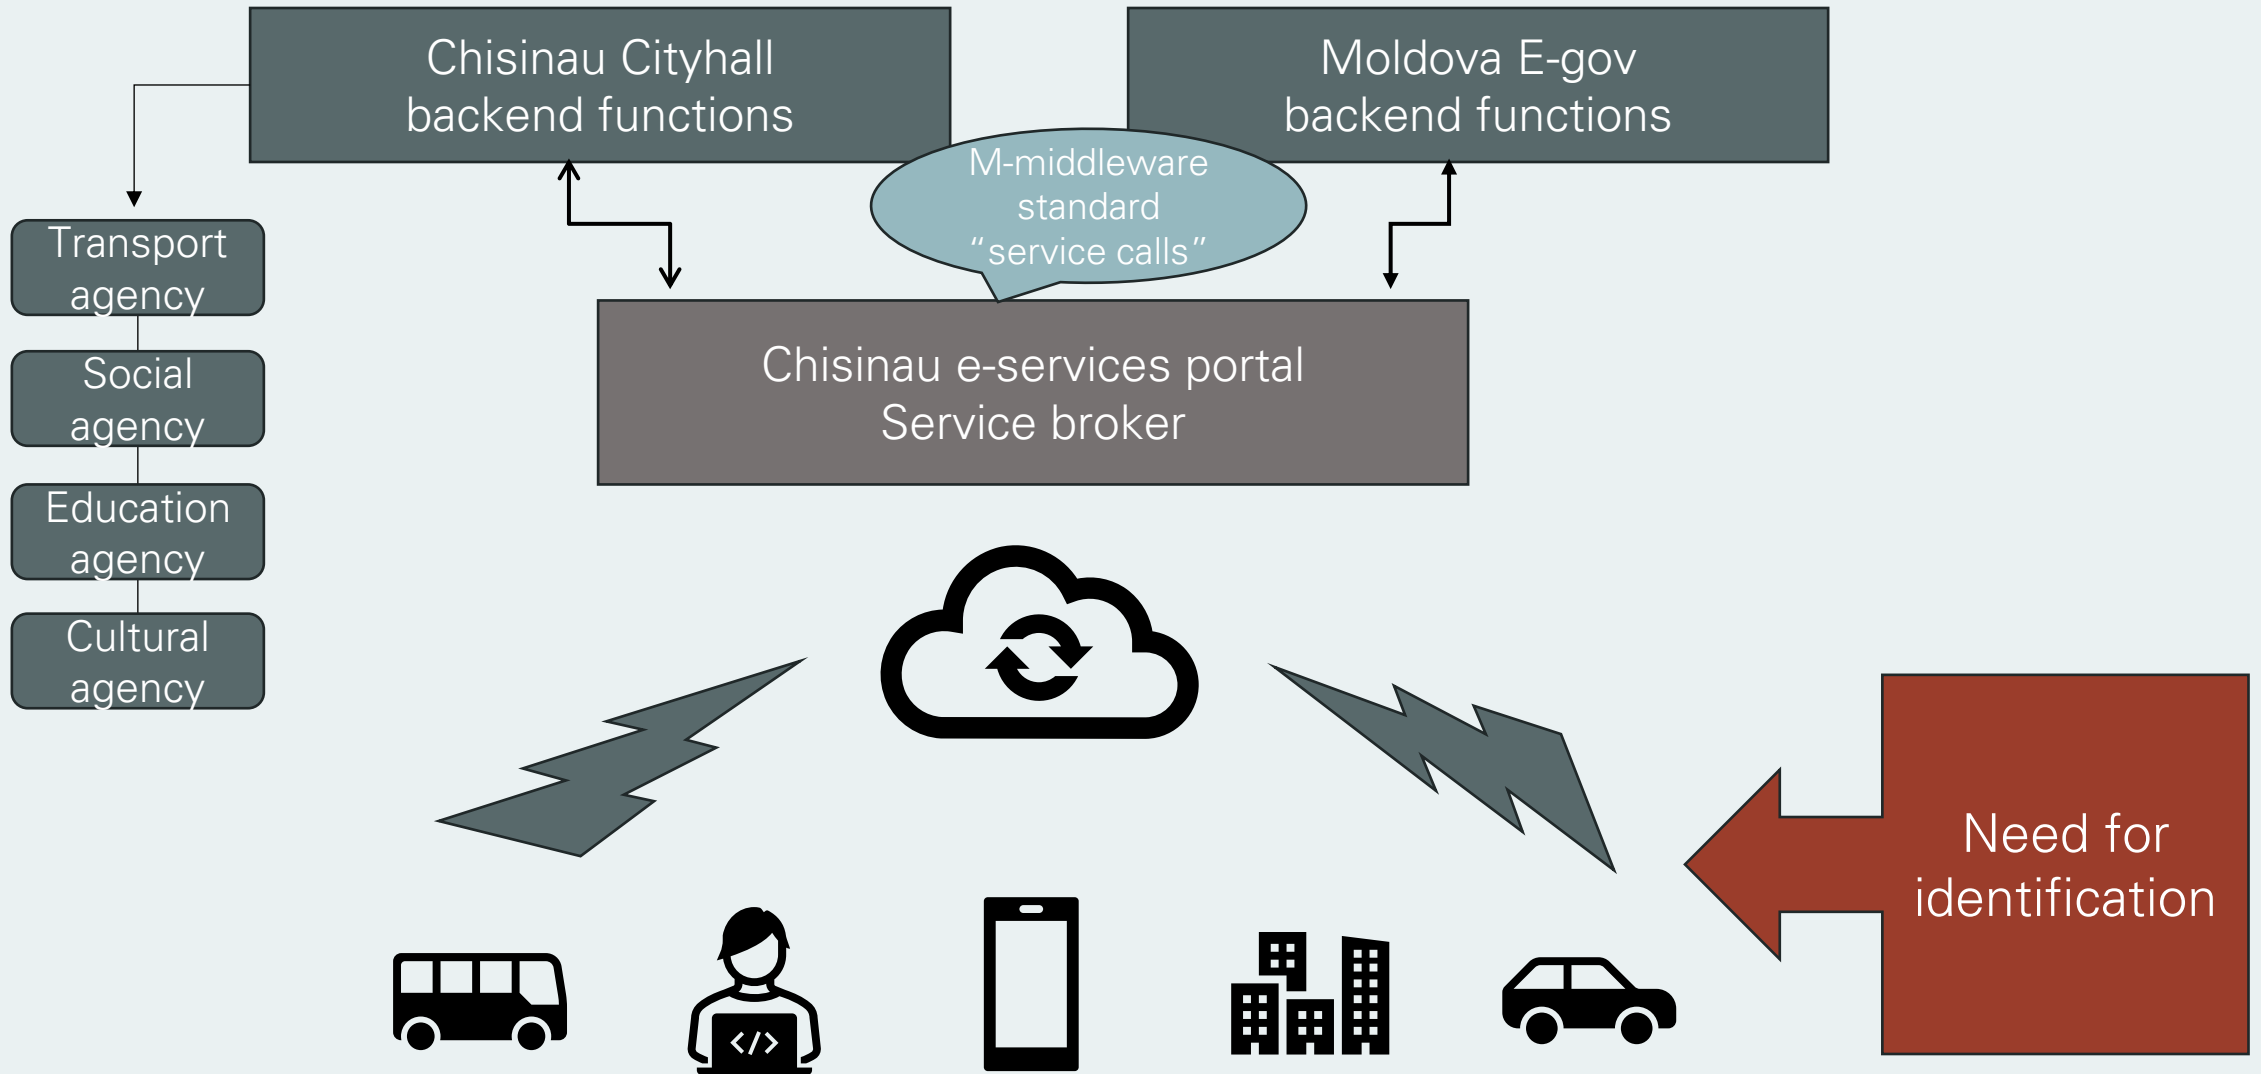 Chisinau Cityhall
backend functions
Moldova E-gov
backend functions
M-middleware
standard
“service calls”
Transport
agency
Social
agency
Education
agency
Cultural
agency
Chisinau e-services portal
Service broker
</>
Need for
identification